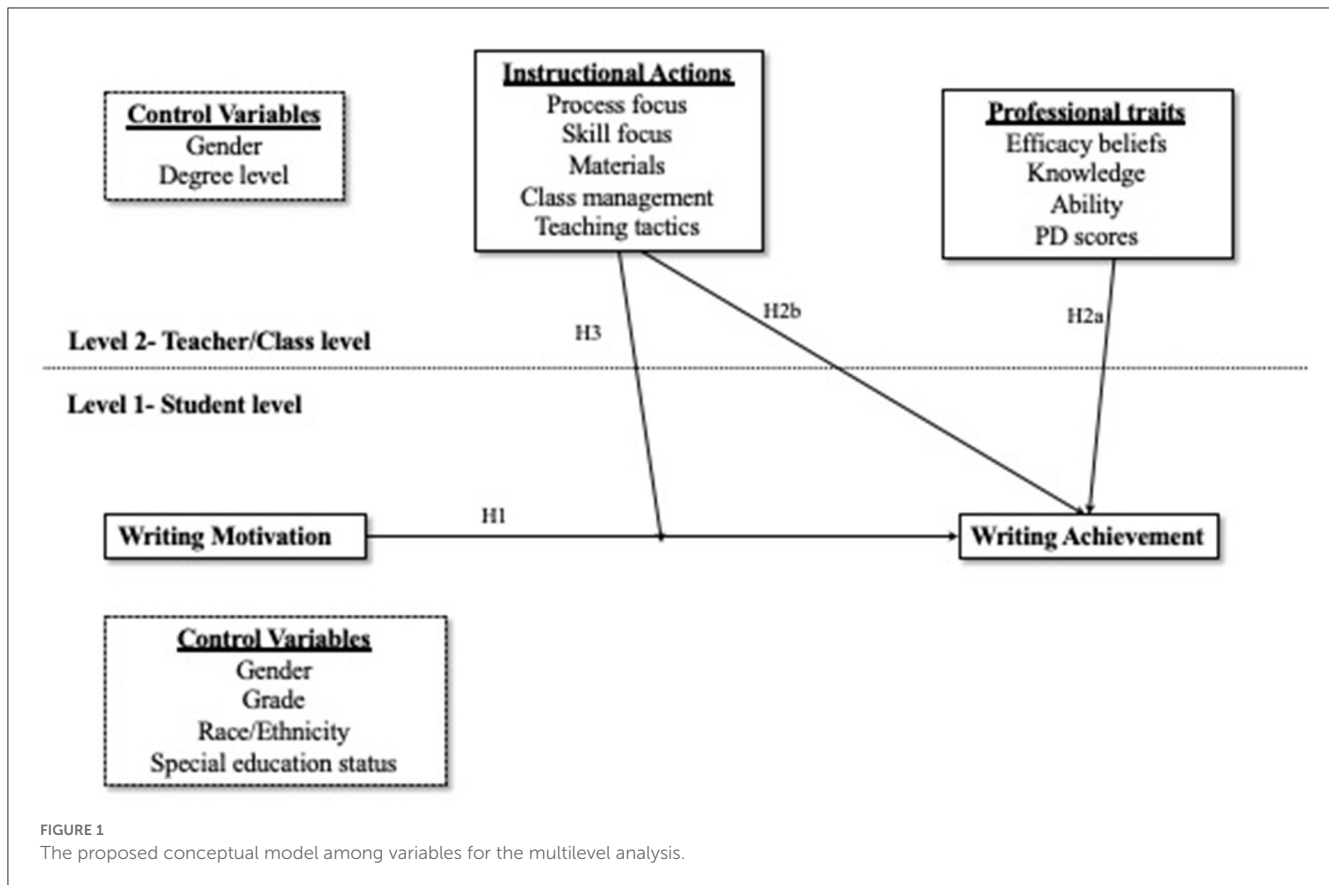 Control Variables
Gender
Degree level
Instructional Actions
Process focus
Skill focus
Materials
Class management
Teaching tactics
Professional traits
Efficacy beliefs
Knowledge
Ability
PD scores
H3
H2b
H2a
Level 2- Teacher/Class level
Level 1- Student level
Writing Motivation
H1
Writing Achievement
Control Variables
Gender
Grade
Race/Ethnicity
Special education status
FIGURE 1
The proposed conceptual model among variables for the multilevel analysis.